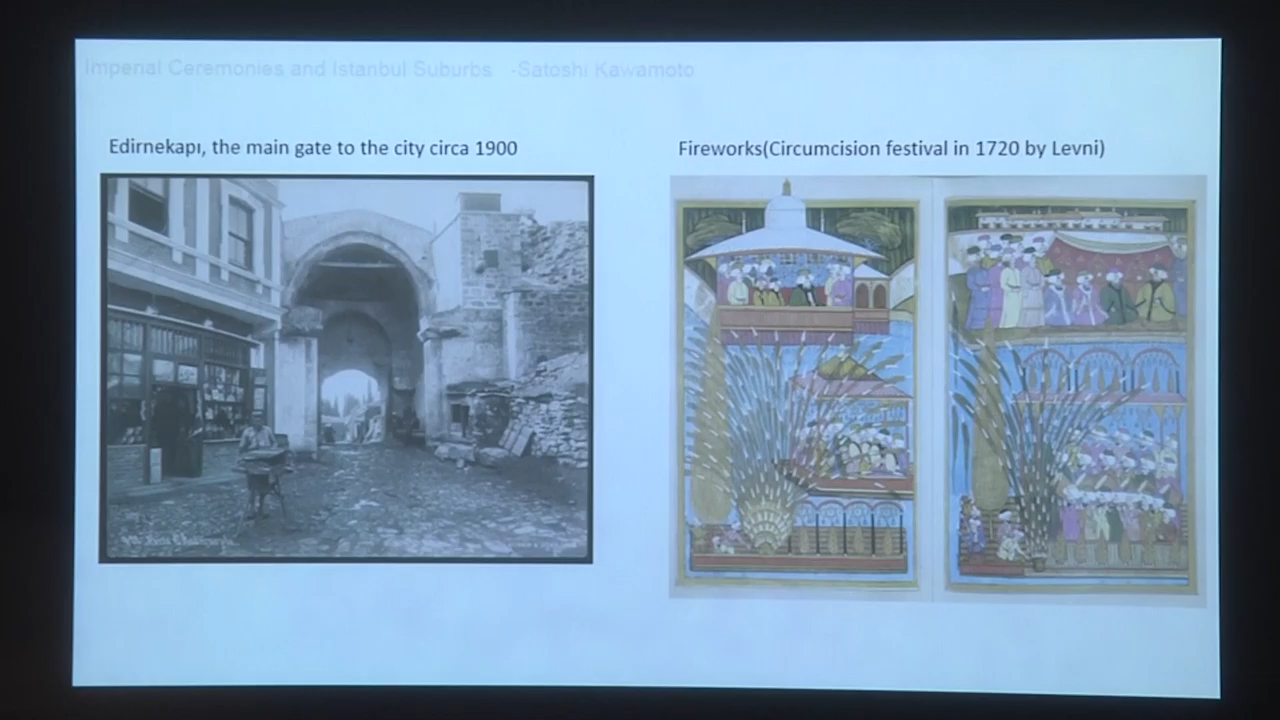 Imperial Ceremonies and Istanbul Suburbs -Satoshi Kawamoto
Edirnekapı, the main gate to the city circa 1900
Fireworks(Circumcision festival in 1720 by Levni)